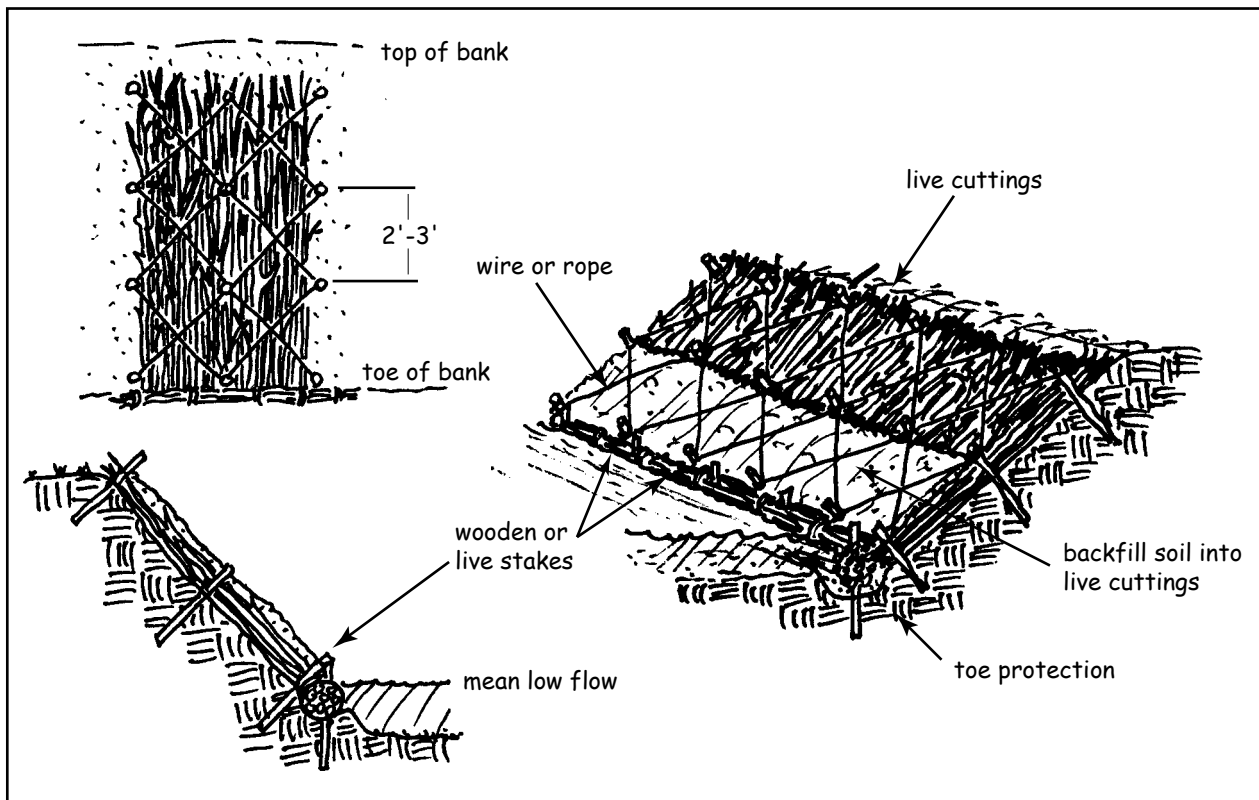 top of bank
2'-3'
toe of bank
live cuttings
wire or rope
wooden or
live stakes
backfill soil into
live cuttings
toe protection
mean low flow